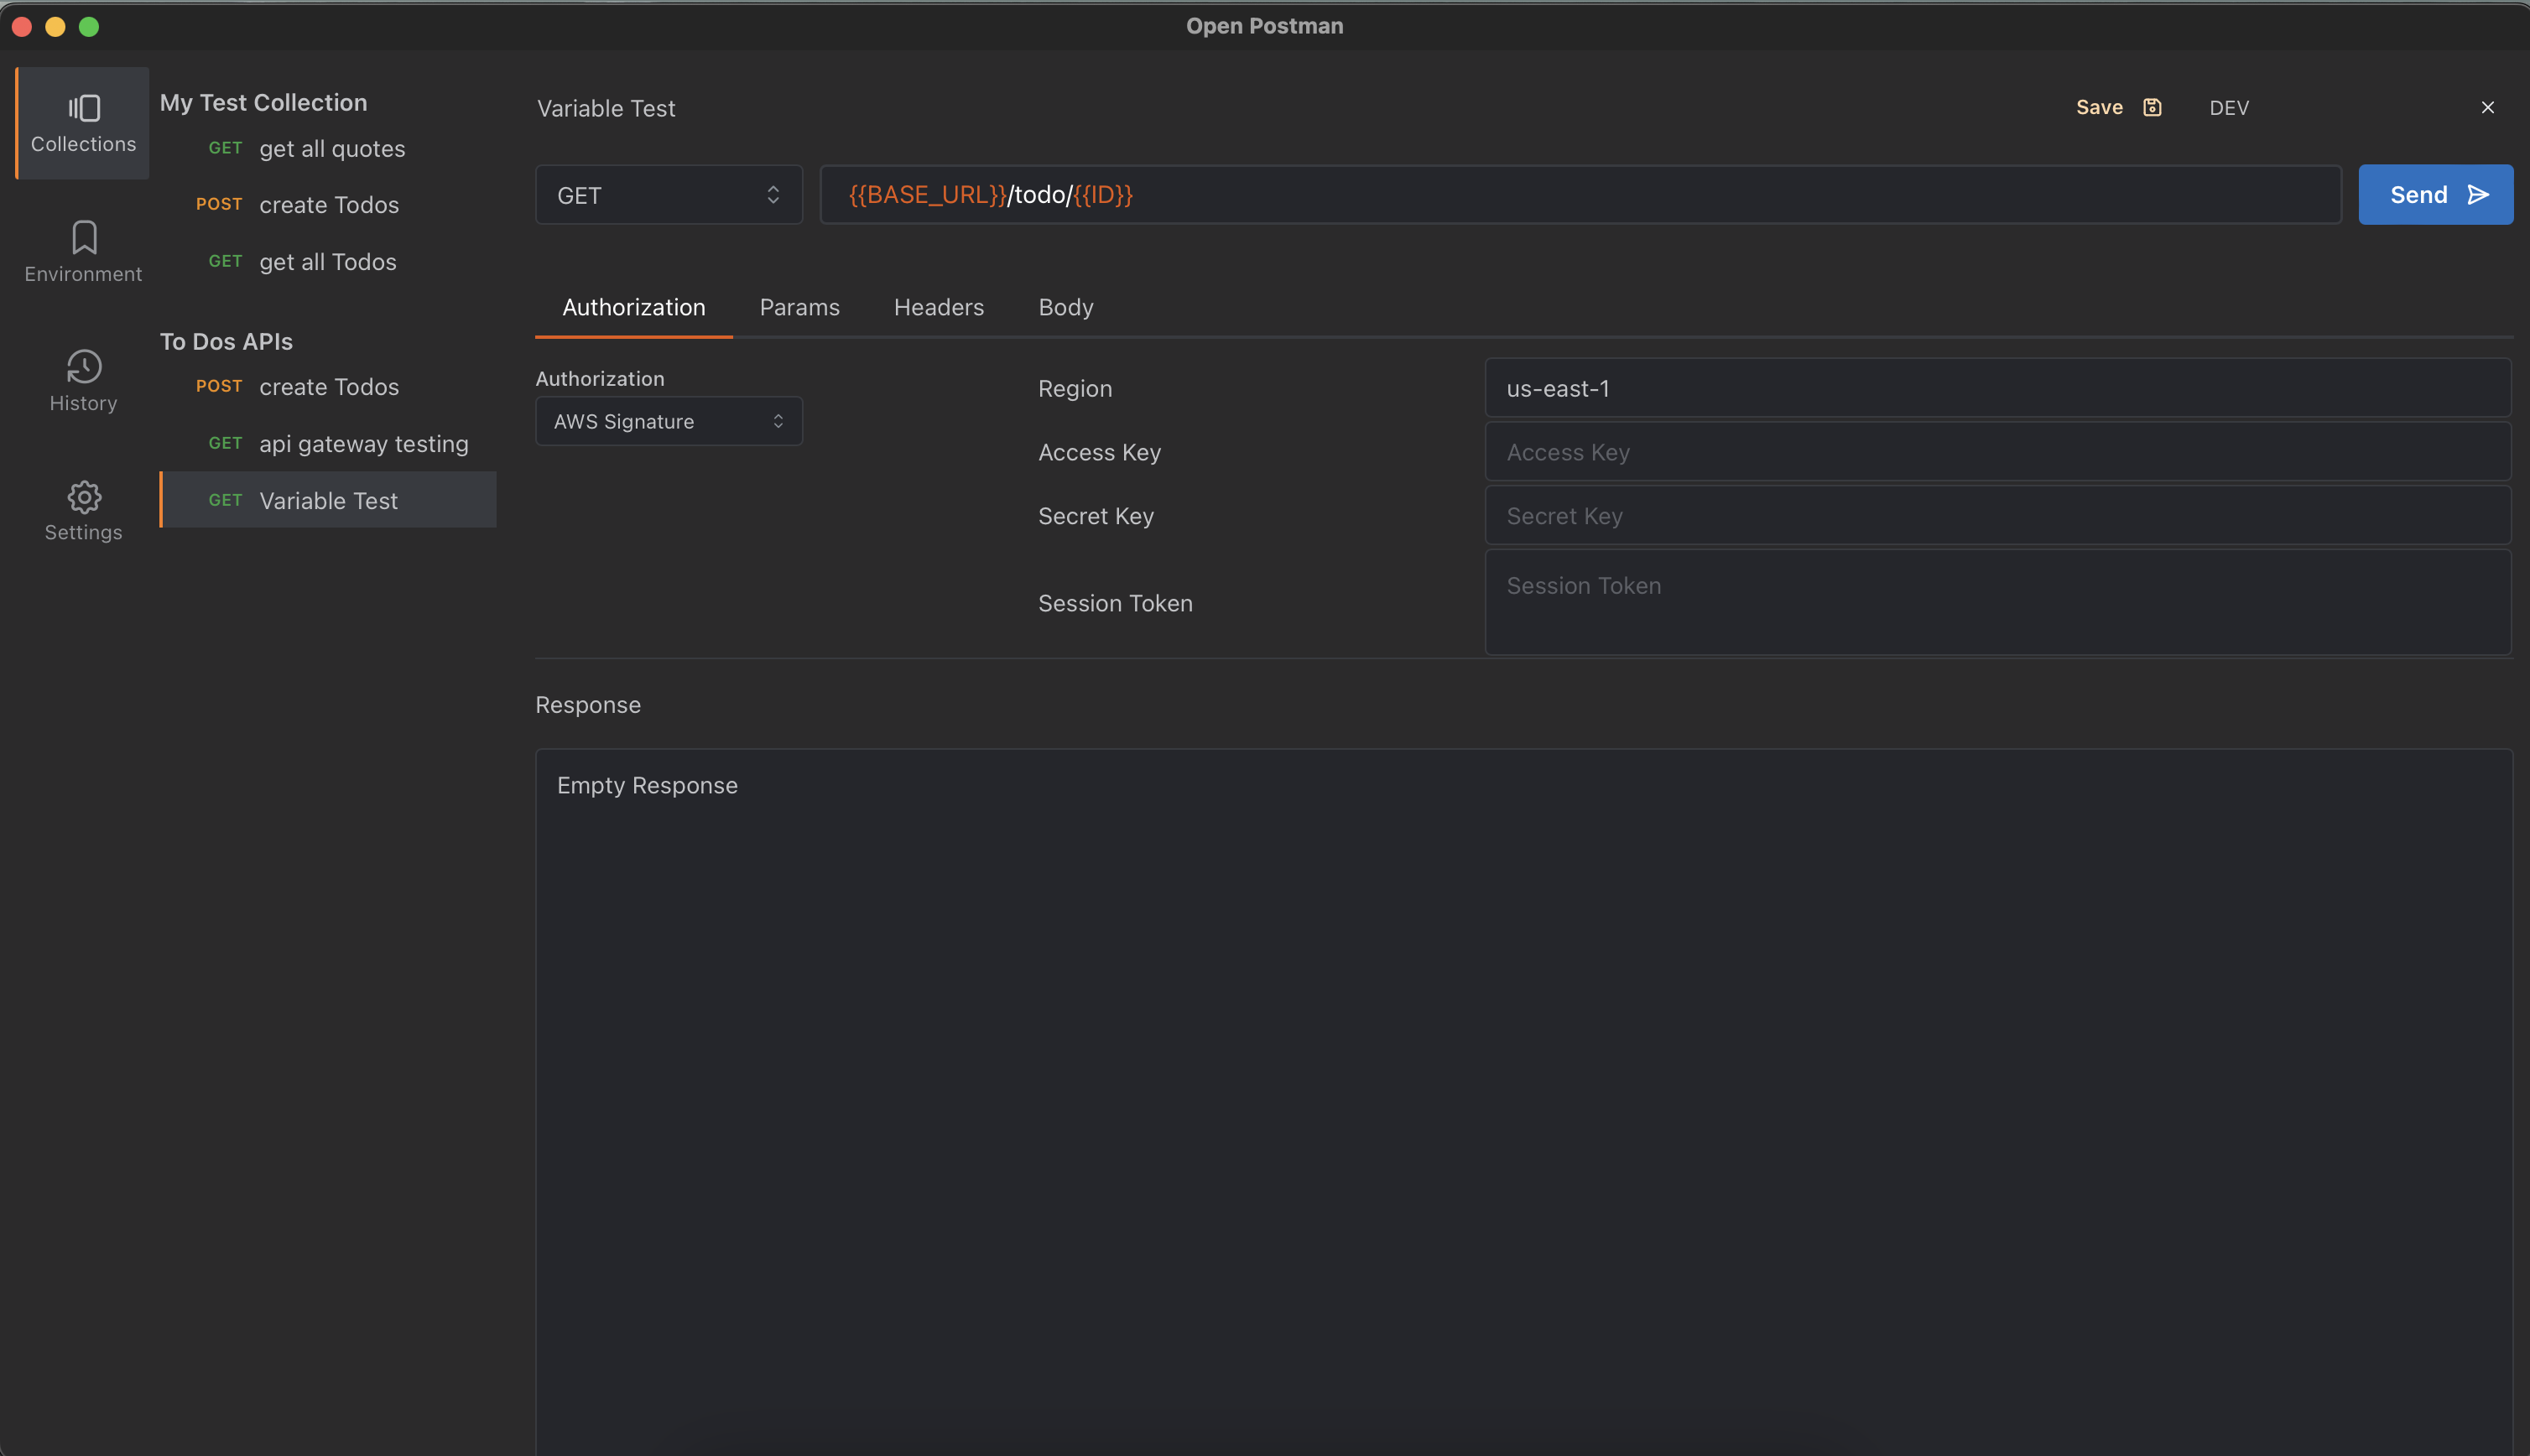 Open Postman
Collections
Environment
History
Settings
My Test Collection
GET get all quotes
POST create Todos
GET get all Todos
To Dos APIs
POST create Todos
GET api gateway testing
GET Variable Test
Variable Test
Save
DEV
GET
{{BASE_URL}}/todo/{{ID}}
Send
Authorization Params Headers Body
Authorization
AWS Signature
Region us-east-1
Access Key Access Key
Secret Key Secret Key
Session Token Session Token
Response
Empty Response